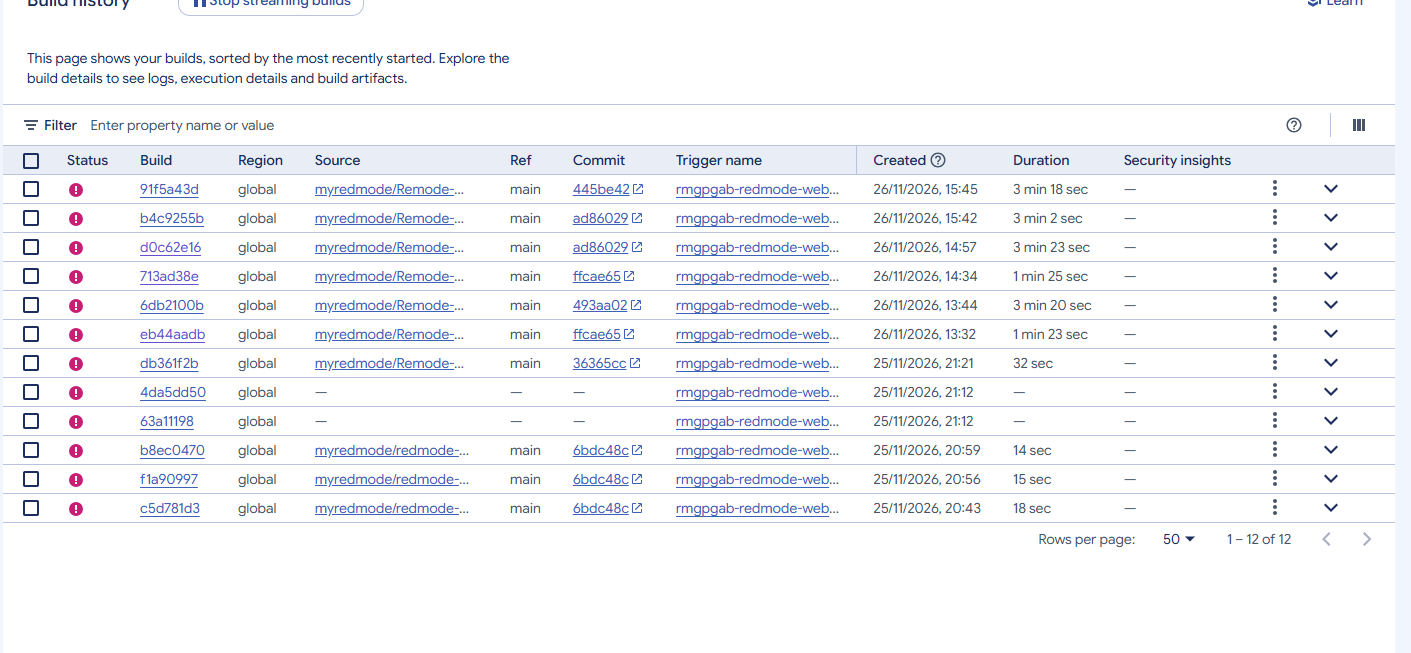 Build history Stop streaming builds Learn
This page shows your builds, sorted by the most recently started. Explore the
build details to see logs, execution details and build artifacts.
Filter Enter property name or value
Status Build Region Source Ref Commit Trigger name Created Duration Security insights
91f5a43d global myredmode/Remode-... main 445be42 rmgpgab-redmode-web... 26/11/2026, 15:45 3 min 18 sec —
b4c9255b global myredmode/Remode-... main ad86029 rmgpgab-redmode-web... 26/11/2026, 15:42 3 min 2 sec —
d0c62e16 global myredmode/Remode-... main ad86029 rmgpgab-redmode-web... 26/11/2026, 14:57 3 min 23 sec —
713ad38e global myredmode/Remode-... main ffcae65 rmgpgab-redmode-web... 26/11/2026, 14:34 1 min 25 sec —
6db2100b global myredmode/Remode-... main 493aa02 rmgpgab-redmode-web... 26/11/2026, 13:44 3 min 20 sec —
eb44aadb global myredmode/Remode-... main ffcae65 rmgpgab-redmode-web... 26/11/2026, 13:32 1 min 23 sec —
db361f2b global myredmode/Remode-... main 36365cc rmgpgab-redmode-web... 25/11/2026, 21:21 32 sec —
4da5dd50 global — — — rmgpgab-redmode-web... 25/11/2026, 21:12 — —
63a11198 global — — — rmgpgab-redmode-web... 25/11/2026, 21:12 — —
b8ec0470 global myredmode/redmode-... main 6bdc48c rmgpgab-redmode-web... 25/11/2026, 20:59 14 sec —
f1a90997 global myredmode/redmode-... main 6bdc48c rmgpgab-redmode-web... 25/11/2026, 20:56 15 sec —
c5d781d3 global myredmode/redmode-... main 6bdc48c rmgpgab-redmode-web... 25/11/2026, 20:43 18 sec —
Rows per page: 50 1 – 12 of 12